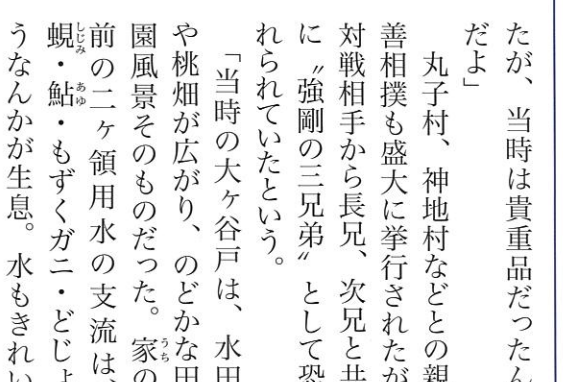 たが、当時は貴重品だったん
だよ」
　丸子村、神地村などとの親
善相撲も盛大に挙行されたが
対戦相手から長兄、次兄と共
に〝強剛の三兄弟〟として恐
れられていたという。
「当時の大ヶ谷戸は、水田
や桃畑が広がり、のどかな田
園風景そのものだった。家の
前の二ヶ領用水の支流は、
蜆・鮎・もずくガニ・どじょ
うなんかが生息。水もきれい